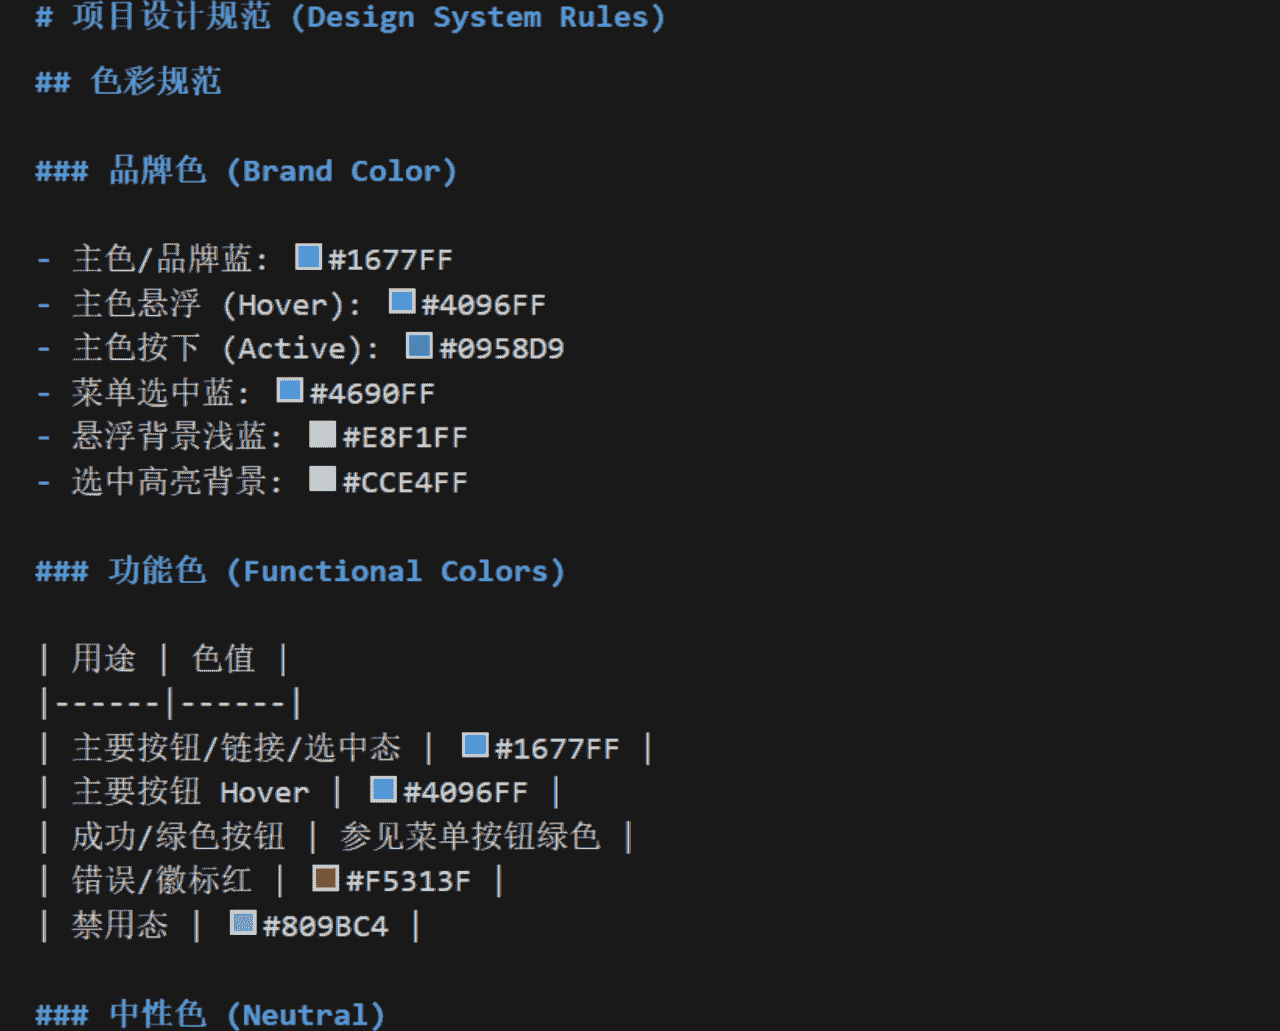 # 项目设计规范 (Design System Rules)
## 色彩规范
### 品牌色 (Brand Color)
- 主色/品牌蓝: #1677FF
- 主色悬浮 (Hover): #4096FF
- 主色按下 (Active): #0958D9
- 菜单选中蓝: #4690FF
- 悬浮背景浅蓝: #E8F1FF
- 选中高亮背景: #CCE4FF
### 功能色 (Functional Colors)
| 用途 | 色值 |
|------|------|
| 主要按钮/链接/选中态 | #1677FF |
| 主要按钮 Hover | #4096FF |
| 成功/绿色按钮 | 参见菜单按钮绿色 |
| 错误/徽标红 | #F5313F |
| 禁用态 | #809BC4 |
### 中性色 (Neutral)